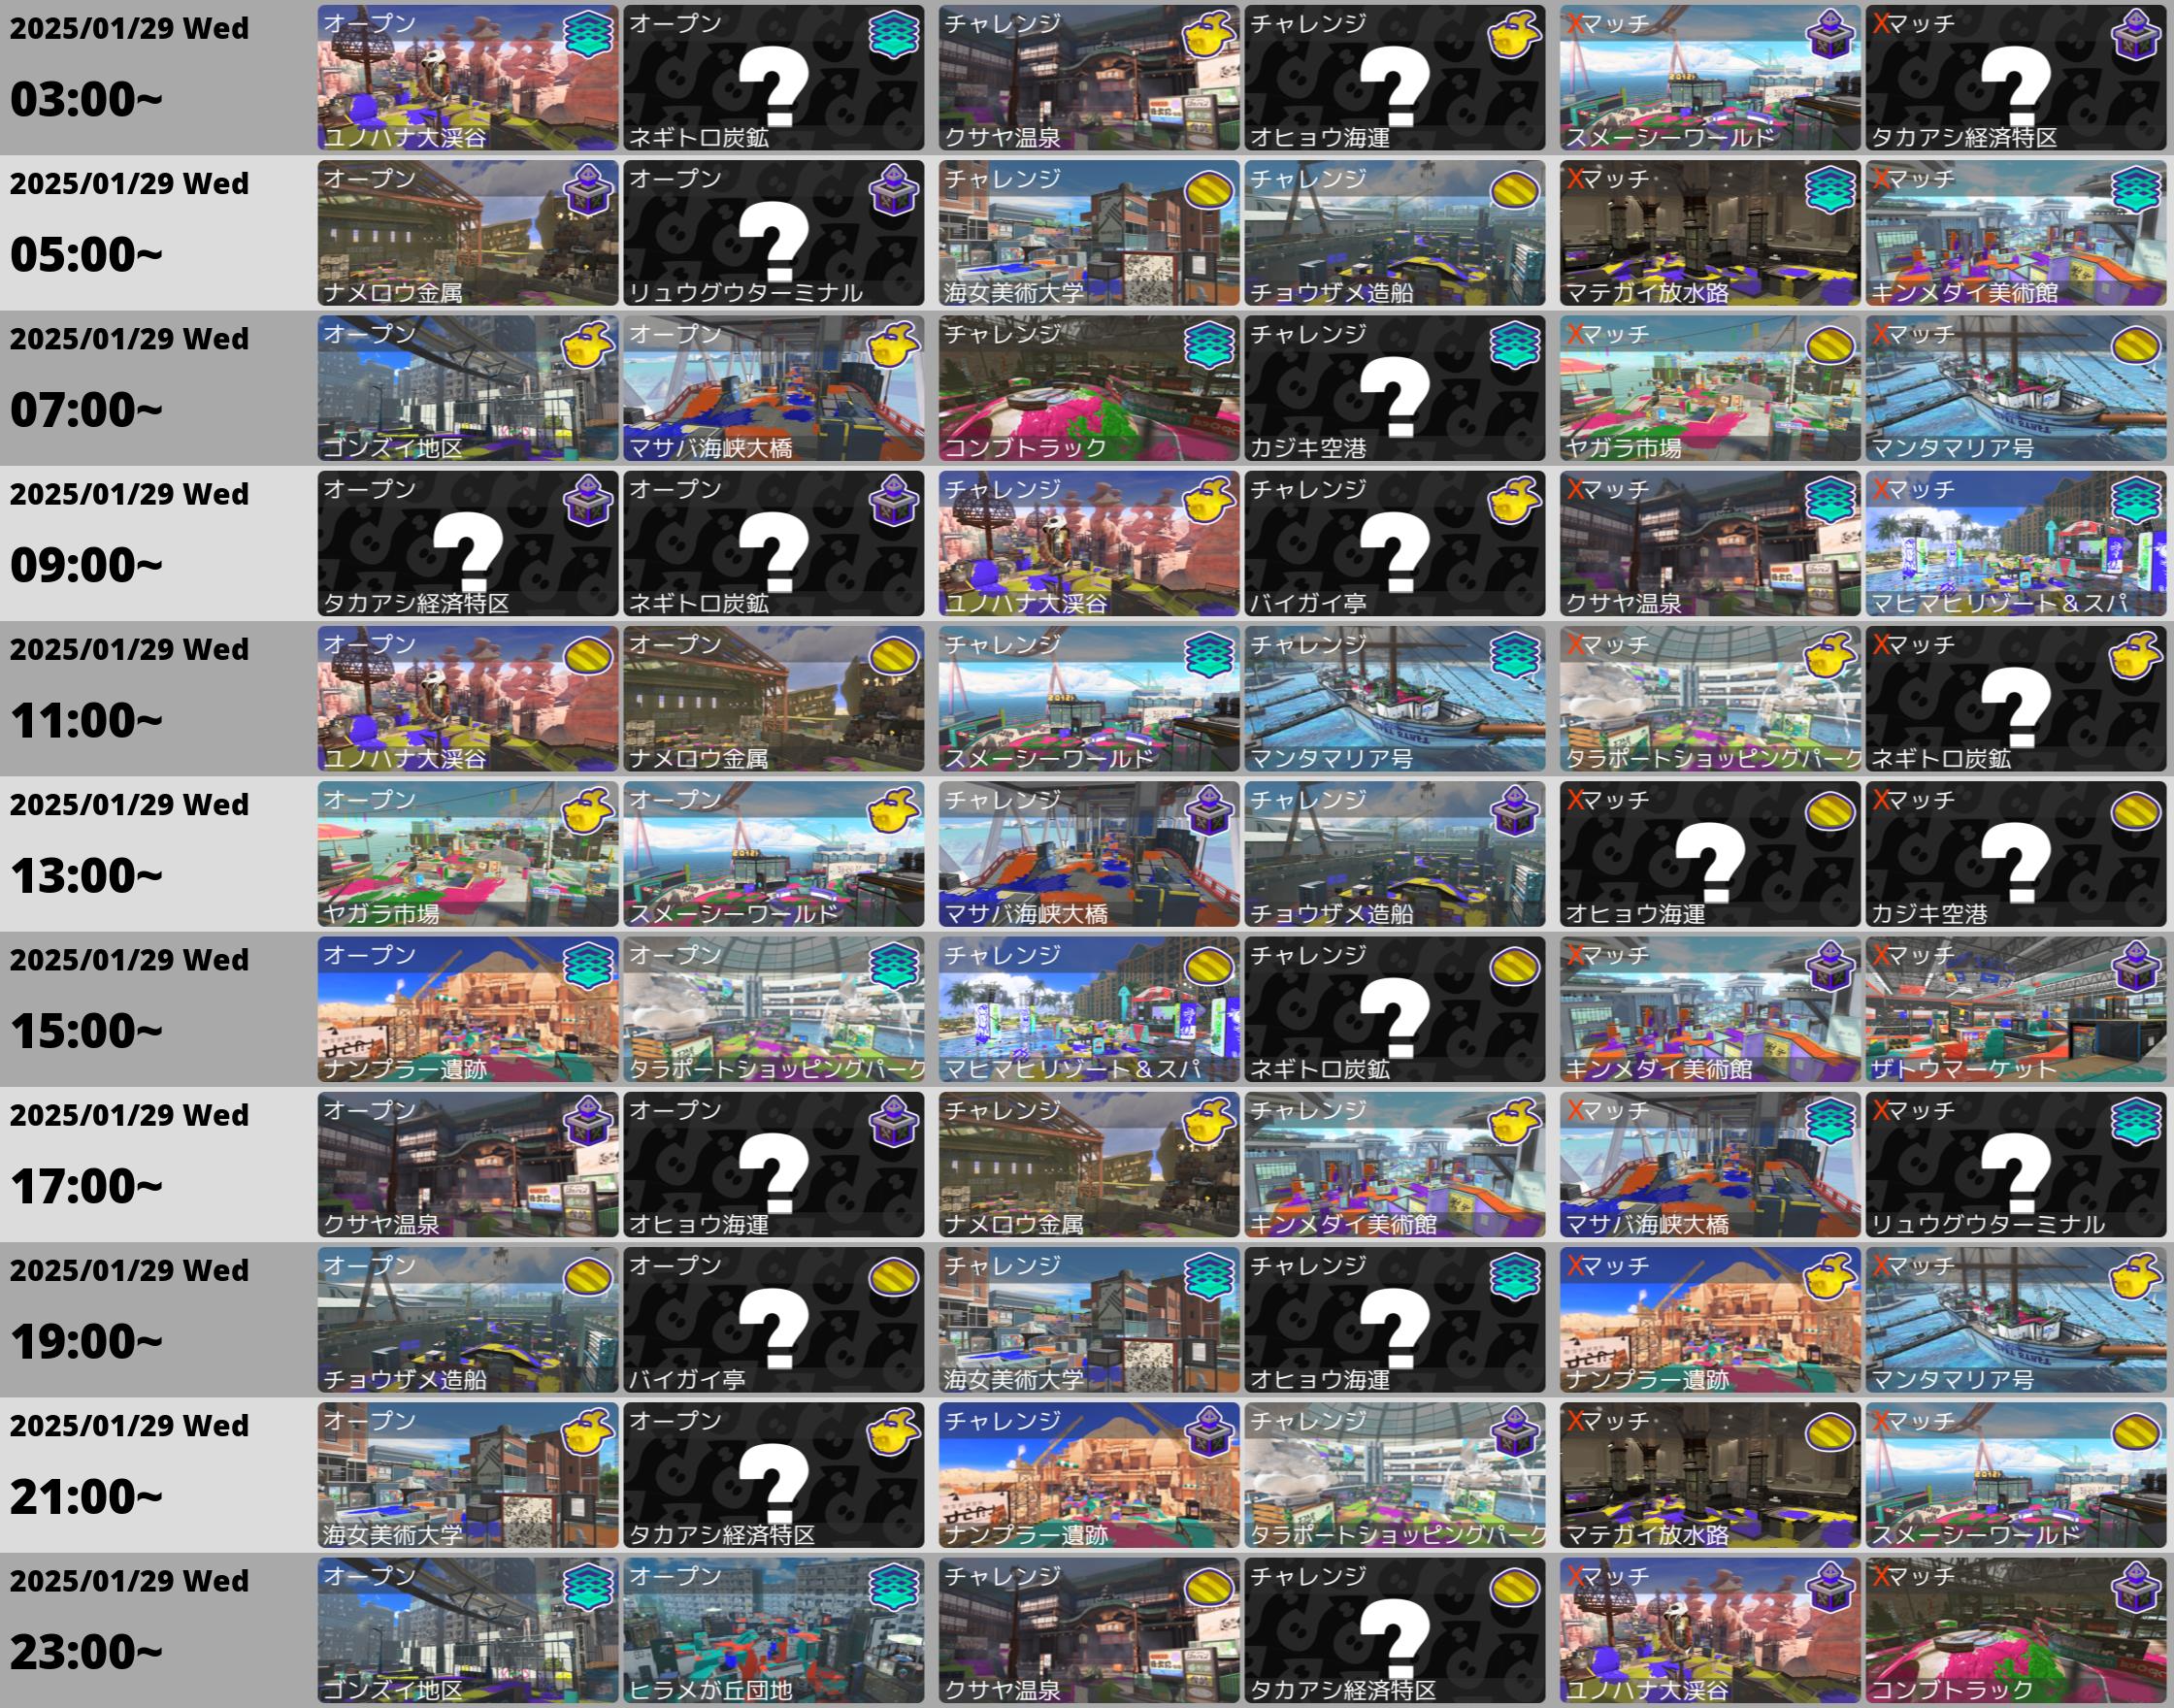 2025/01/29 Wed
03:00~
オープン
ユノハナ大渓谷
オープン
ネギトロ炭鉱
チャレンジ
クサヤ温泉
チャレンジ
オヒョウ海運
Xマッチ
スメーシーワールド
Xマッチ
タカアシ経済特区
2025/01/29 Wed
05:00~
オープン
ナメロウ金属
オープン
リュウグウターミナル
チャレンジ
海女美術大学
チャレンジ
チョウザメ造船
Xマッチ
マテガイ放水路
Xマッチ
キンメダイ美術館
2025/01/29 Wed
07:00~
オープン
ゴンズイ地区
オープン
マサバ海峡大橋
チャレンジ
コンブトラック
チャレンジ
カジキ空港
Xマッチ
ヤガラ市場
Xマッチ
マンタマリア号
2025/01/29 Wed
09:00~
オープン
タカアシ経済特区
オープン
ネギトロ炭鉱
チャレンジ
ユノハナ大渓谷
チャレンジ
バイガイ亭
Xマッチ
クサヤ温泉
Xマッチ
マヒマヒリゾート＆スパ
2025/01/29 Wed
11:00~
オープン
ユノハナ大渓谷
オープン
ナメロウ金属
チャレンジ
スメーシーワールド
チャレンジ
マンタマリア号
Xマッチ
タラポートショッピングパーク
Xマッチ
ネギトロ炭鉱
2025/01/29 Wed
13:00~
オープン
ヤガラ市場
オープン
スメーシーワールド
チャレンジ
マサバ海峡大橋
チャレンジ
チョウザメ造船
Xマッチ
オヒョウ海運
Xマッチ
カジキ空港
2025/01/29 Wed
15:00~
オープン
ナンプラー遺跡
オープン
タラポートショッピングパーク
チャレンジ
マヒマヒリゾート＆スパ
チャレンジ
ネギトロ炭鉱
Xマッチ
キンメダイ美術館
Xマッチ
ザトウマーケット
2025/01/29 Wed
17:00~
オープン
クサヤ温泉
オープン
オヒョウ海運
チャレンジ
ナメロウ金属
チャレンジ
キンメダイ美術館
Xマッチ
マサバ海峡大橋
Xマッチ
リュウグウターミナル
2025/01/29 Wed
19:00~
オープン
チョウザメ造船
オープン
バイガイ亭
チャレンジ
海女美術大学
チャレンジ
オヒョウ海運
Xマッチ
ナンプラー遺跡
Xマッチ
マンタマリア号
2025/01/29 Wed
21:00~
オープン
海女美術大学
オープン
タカアシ経済特区
チャレンジ
ナンプラー遺跡
チャレンジ
タラポートショッピングパーク
Xマッチ
マテガイ放水路
Xマッチ
スメーシーワールド
2025/01/29 Wed
23:00~
オープン
ゴンズイ地区
オープン
ヒラメが丘団地
チャレンジ
クサヤ温泉
チャレンジ
タカアシ経済特区
Xマッチ
ユノハナ大渓谷
Xマッチ
コンブトラック